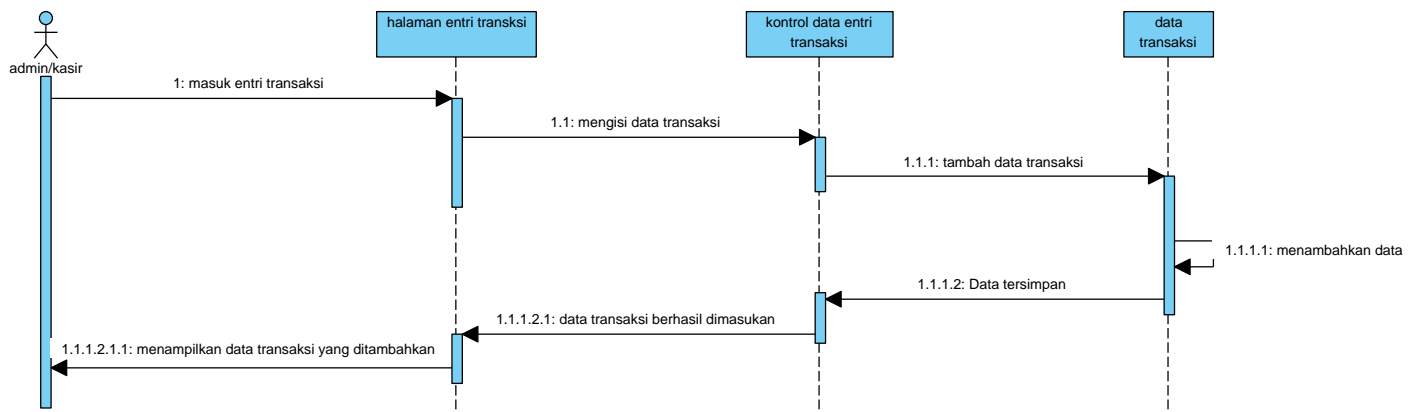 halaman entri transksi
kontrol data entri
transaksi
data
transaksi
admin/kasir
1: masuk entri transaksi
1.1: mengisi data transaksi
1.1.1: tambah data transaksi
1.1.1.1: menambahkan data
1.1.1.2: Data tersimpan
1.1.1.2.1: data transaksi berhasil dimasukan
1.1.1.2.1.1: menampilkan data transaksi yang ditambahkan